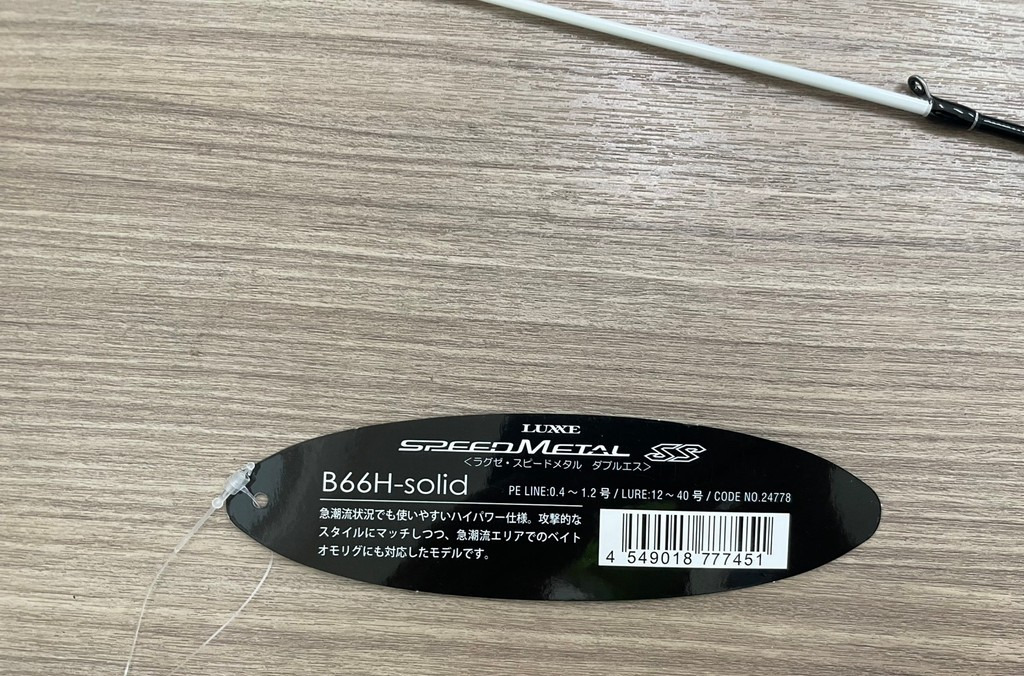 LUXXE
SPEEDMETAL SS
＜ラグゼ・スピードメタル ダブルエス＞
B66H-solid
PE LINE:0.4～1.2号 / LURE:12～40号 / CODE NO.24778
急潮流状況でも使いやすいハイパワー仕様。攻撃的な
スタイルにマッチしつつ、急潮流エリアでのベイト
オモリグにも対応したモデルです。
4 549018 777451